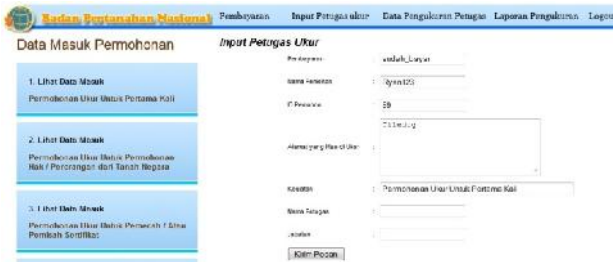 Badan Pertanahan Nasional Pembayaran Input Petugas ukur Data Pengukuran Petugas Laporan Pengukuran Logout
Data Masuk Permohonan
1. Lihat Data Masuk
Permohonan Ukur Untuk Pertama Kali
2. Lihat Data Masuk
Permohonan Ukur Untuk Permohonan
Hak / Perorangan dari Tanah Negara
3. Lihat Data Masuk
Permohonan Ukur Untuk Pemecah / Atau
Pemisah Sertifikat
Input Petugas Ukur
Pembayaran : sudah_bayar
Nama Pemohon : Ryan123
ID Pemohon : 59
Alamat yang Mau di Ukur : Ciledug
: Permohonan Ukur Untuk Pertama Kali
Nama Petugas :
Jabatan :
Kirim Pesan